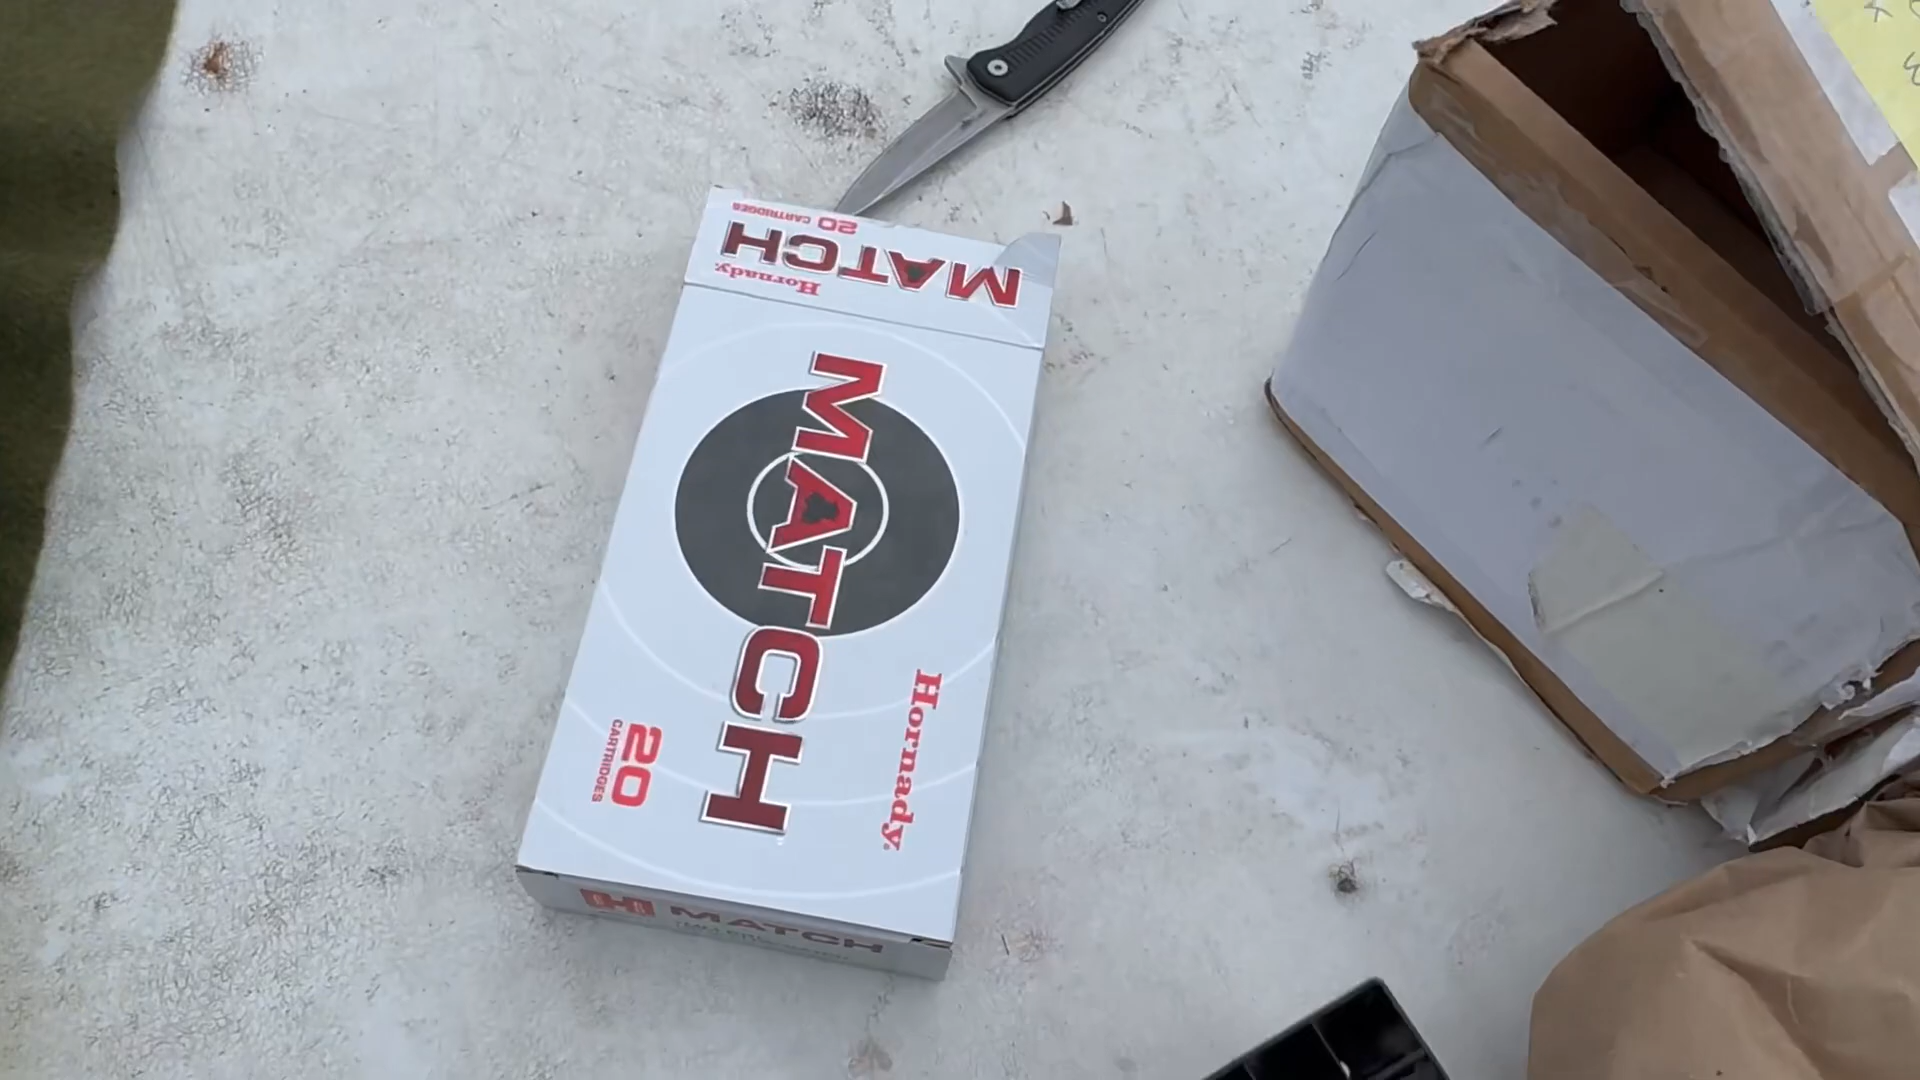 20 CARTRIDGES
MATCH
Hornady.
MATCH
Hornady.
20
CARTRIDGES
H MATCH